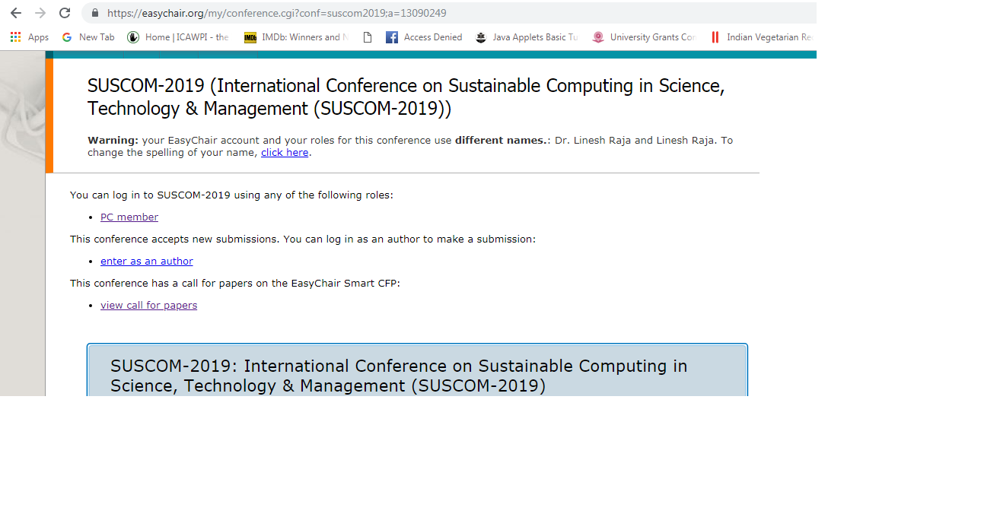 https://easychair.org/my/conference.cgi?conf=suscom2019;a=13090249
Apps New Tab Home | ICAWPI - the IMDb IMDb: Winners and N Access Denied Java Applets Basic Tu University Grants Con Indian Vegetarian Re
SUSCOM-2019 (International Conference on Sustainable Computing in Science,
Technology & Management (SUSCOM-2019))
Warning: your EasyChair account and your roles for this conference use different names.: Dr. Linesh Raja and Linesh Raja. To
change the spelling of your name, click here.
You can log in to SUSCOM-2019 using any of the following roles:
• PC member
This conference accepts new submissions. You can log in as an author to make a submission:
• enter as an author
This conference has a call for papers on the EasyChair Smart CFP:
• view call for papers
SUSCOM-2019: International Conference on Sustainable Computing in
Science, Technology & Management (SUSCOM-2019)